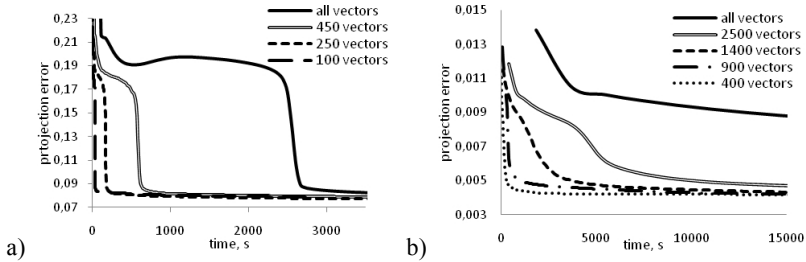 0,23
0,21
0,19
0,17
0,15
0,13
0,11
0,09
0,07
prtojection error
all vectors
450 vectors
250 vectors
100 vectors
0 1000 2000 3000
time, s
a)
0,015
0,013
0,011
0,009
0,007
0,005
0,003
projection error
all vectors
2500 vectors
1400 vectors
900 vectors
400 vectors
0 5000 10000 15000
time, s
b)